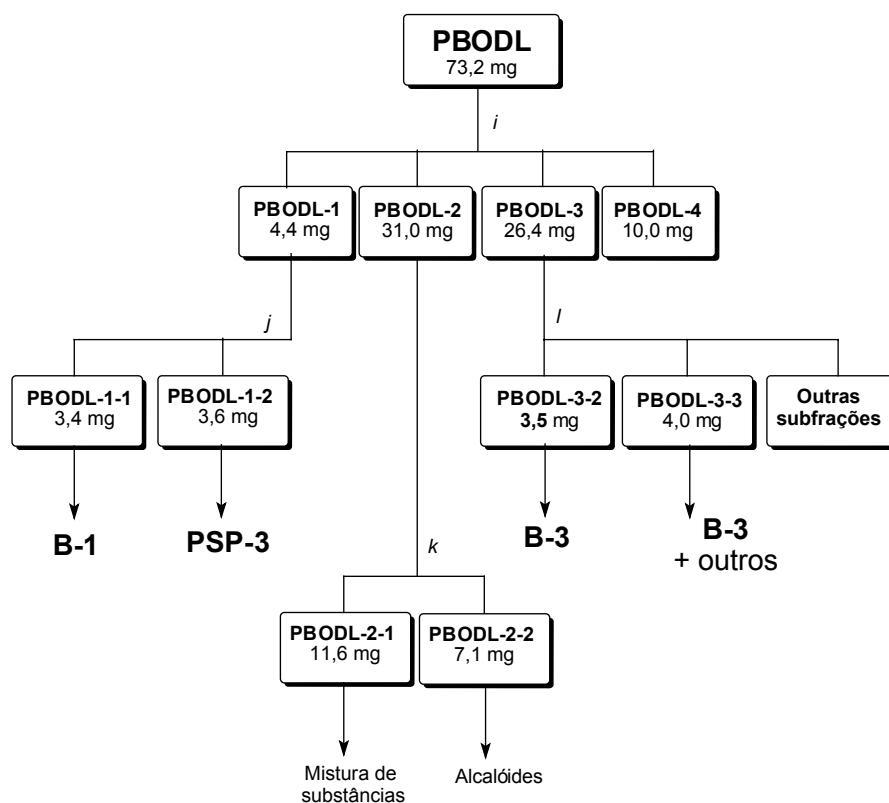 PBODL
73,2 mg
i
PBODL-1
4,4 mg
PBODL-2
31,0 mg
PBODL-3
26,4 mg
PBODL-4
10,0 mg
j
l
PBODL-1-1
3,4 mg
PBODL-1-2
3,6 mg
PBODL-3-2
3,5 mg
PBODL-3-3
4,0 mg
Outras
subfrações
B-1
PSP-3
B-3
B-3
+ outros
k
PBODL-2-1
11,6 mg
PBODL-2-2
7,1 mg
Mistura de
substâncias
Alcalóides